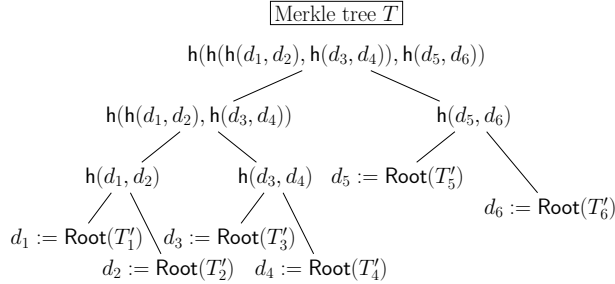 Merkle tree T
h(h(h(d₁, d₂), h(d₃, d₄)), h(d₅, d₆))
h(h(d₁, d₂), h(d₃, d₄))
h(d₅, d₆)
h(d₁, d₂)
h(d₃, d₄)
d₅ := Root(T′₅)
d₆ := Root(T′₆)
d₁ := Root(T′₁)
d₃ := Root(T′₃)
d₂ := Root(T′₂)
d₄ := Root(T′₄)